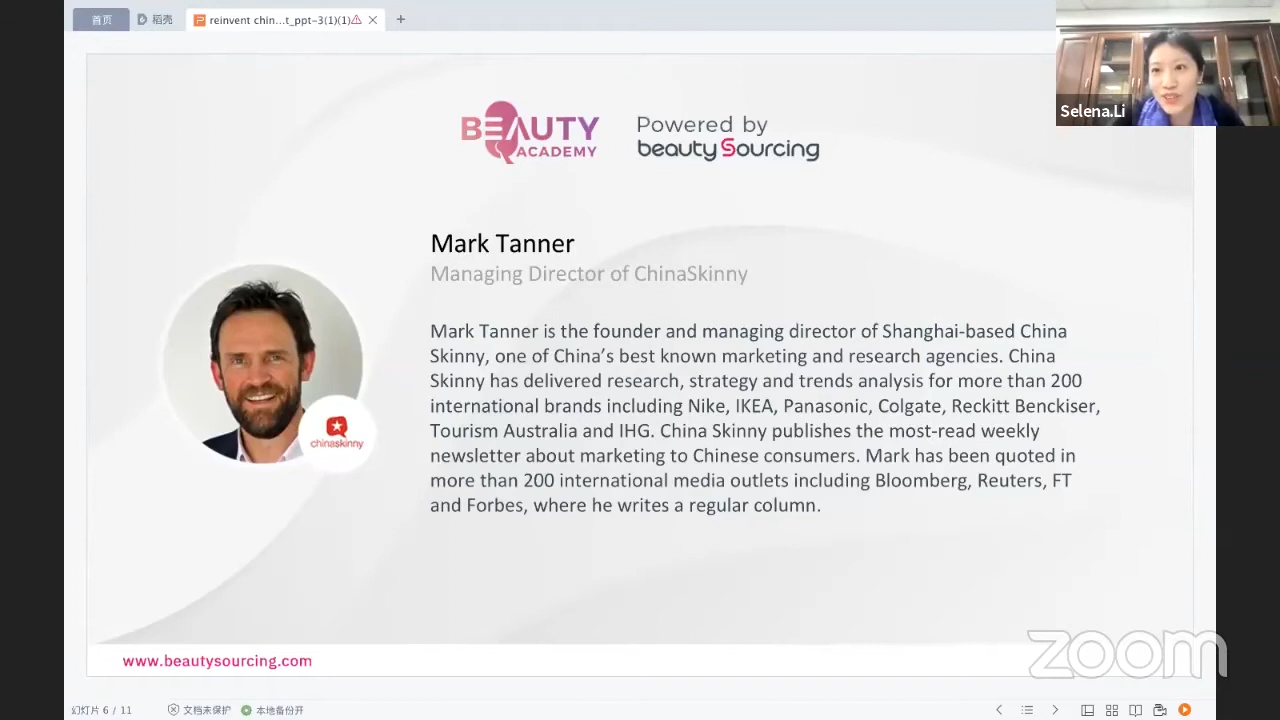 首页
稻壳
reinvent chin...t_ppt-3(1)(1)
Selena.Li
BEAUTY
ACADEMY
Powered by
beautySourcing
Mark Tanner
Managing Director of ChinaSkinny
Mark Tanner is the founder and managing director of Shanghai-based China
Skinny, one of China's best known marketing and research agencies. China
Skinny has delivered research, strategy and trends analysis for more than 200
international brands including Nike, IKEA, Panasonic, Colgate, Reckitt Benckiser,
Tourism Australia and IHG. China Skinny publishes the most-read weekly
newsletter about marketing to Chinese consumers. Mark has been quoted in
more than 200 international media outlets including Bloomberg, Reuters, FT
and Forbes, where he writes a regular column.
chinaskinny
www.beautysourcing.com
zoom
幻灯片 6 / 11
文档未保护
本地备份开